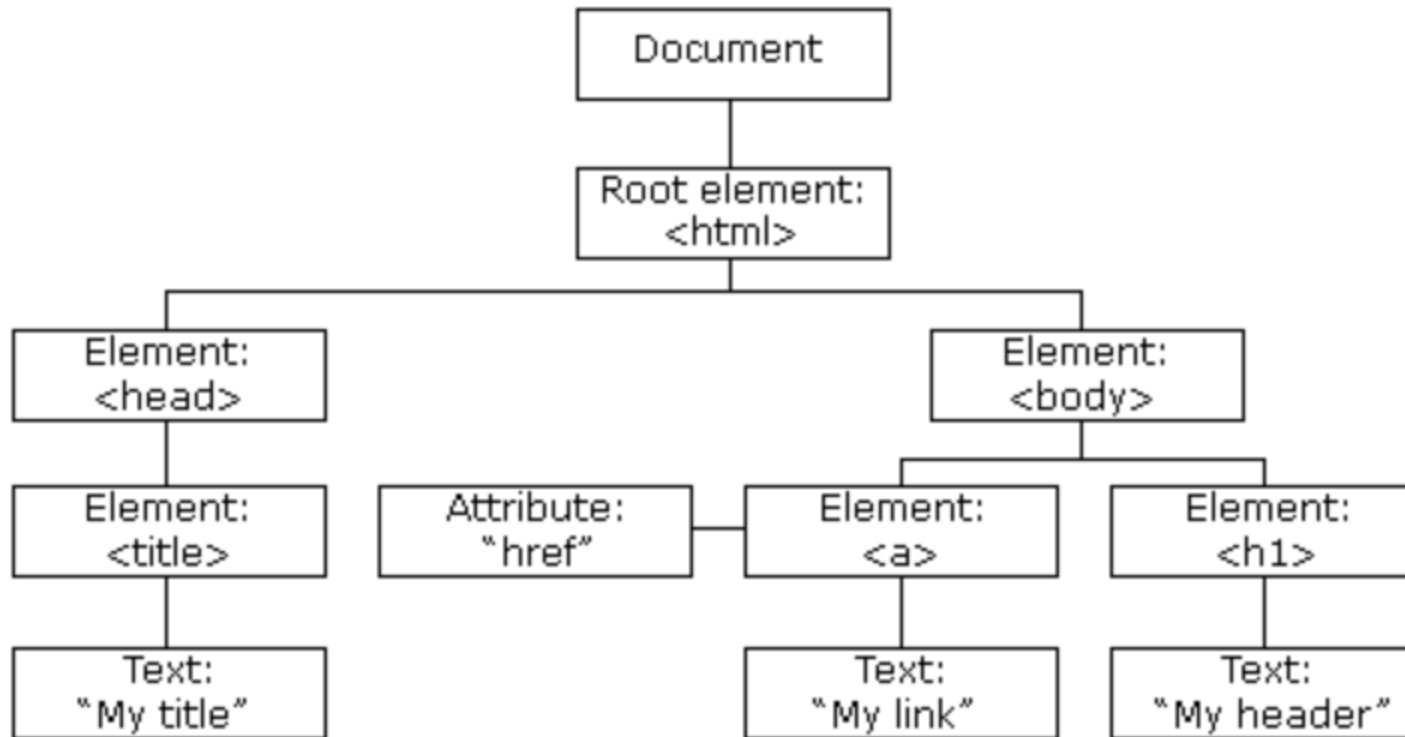 Document
Root element:
<html>
Element:
<head>
Element:
<body>
Element:
<title>
Attribute:
“href”
Element:
<a>
Element:
<h1>
Text:
“My title”
Text:
“My link”
Text:
“My header”